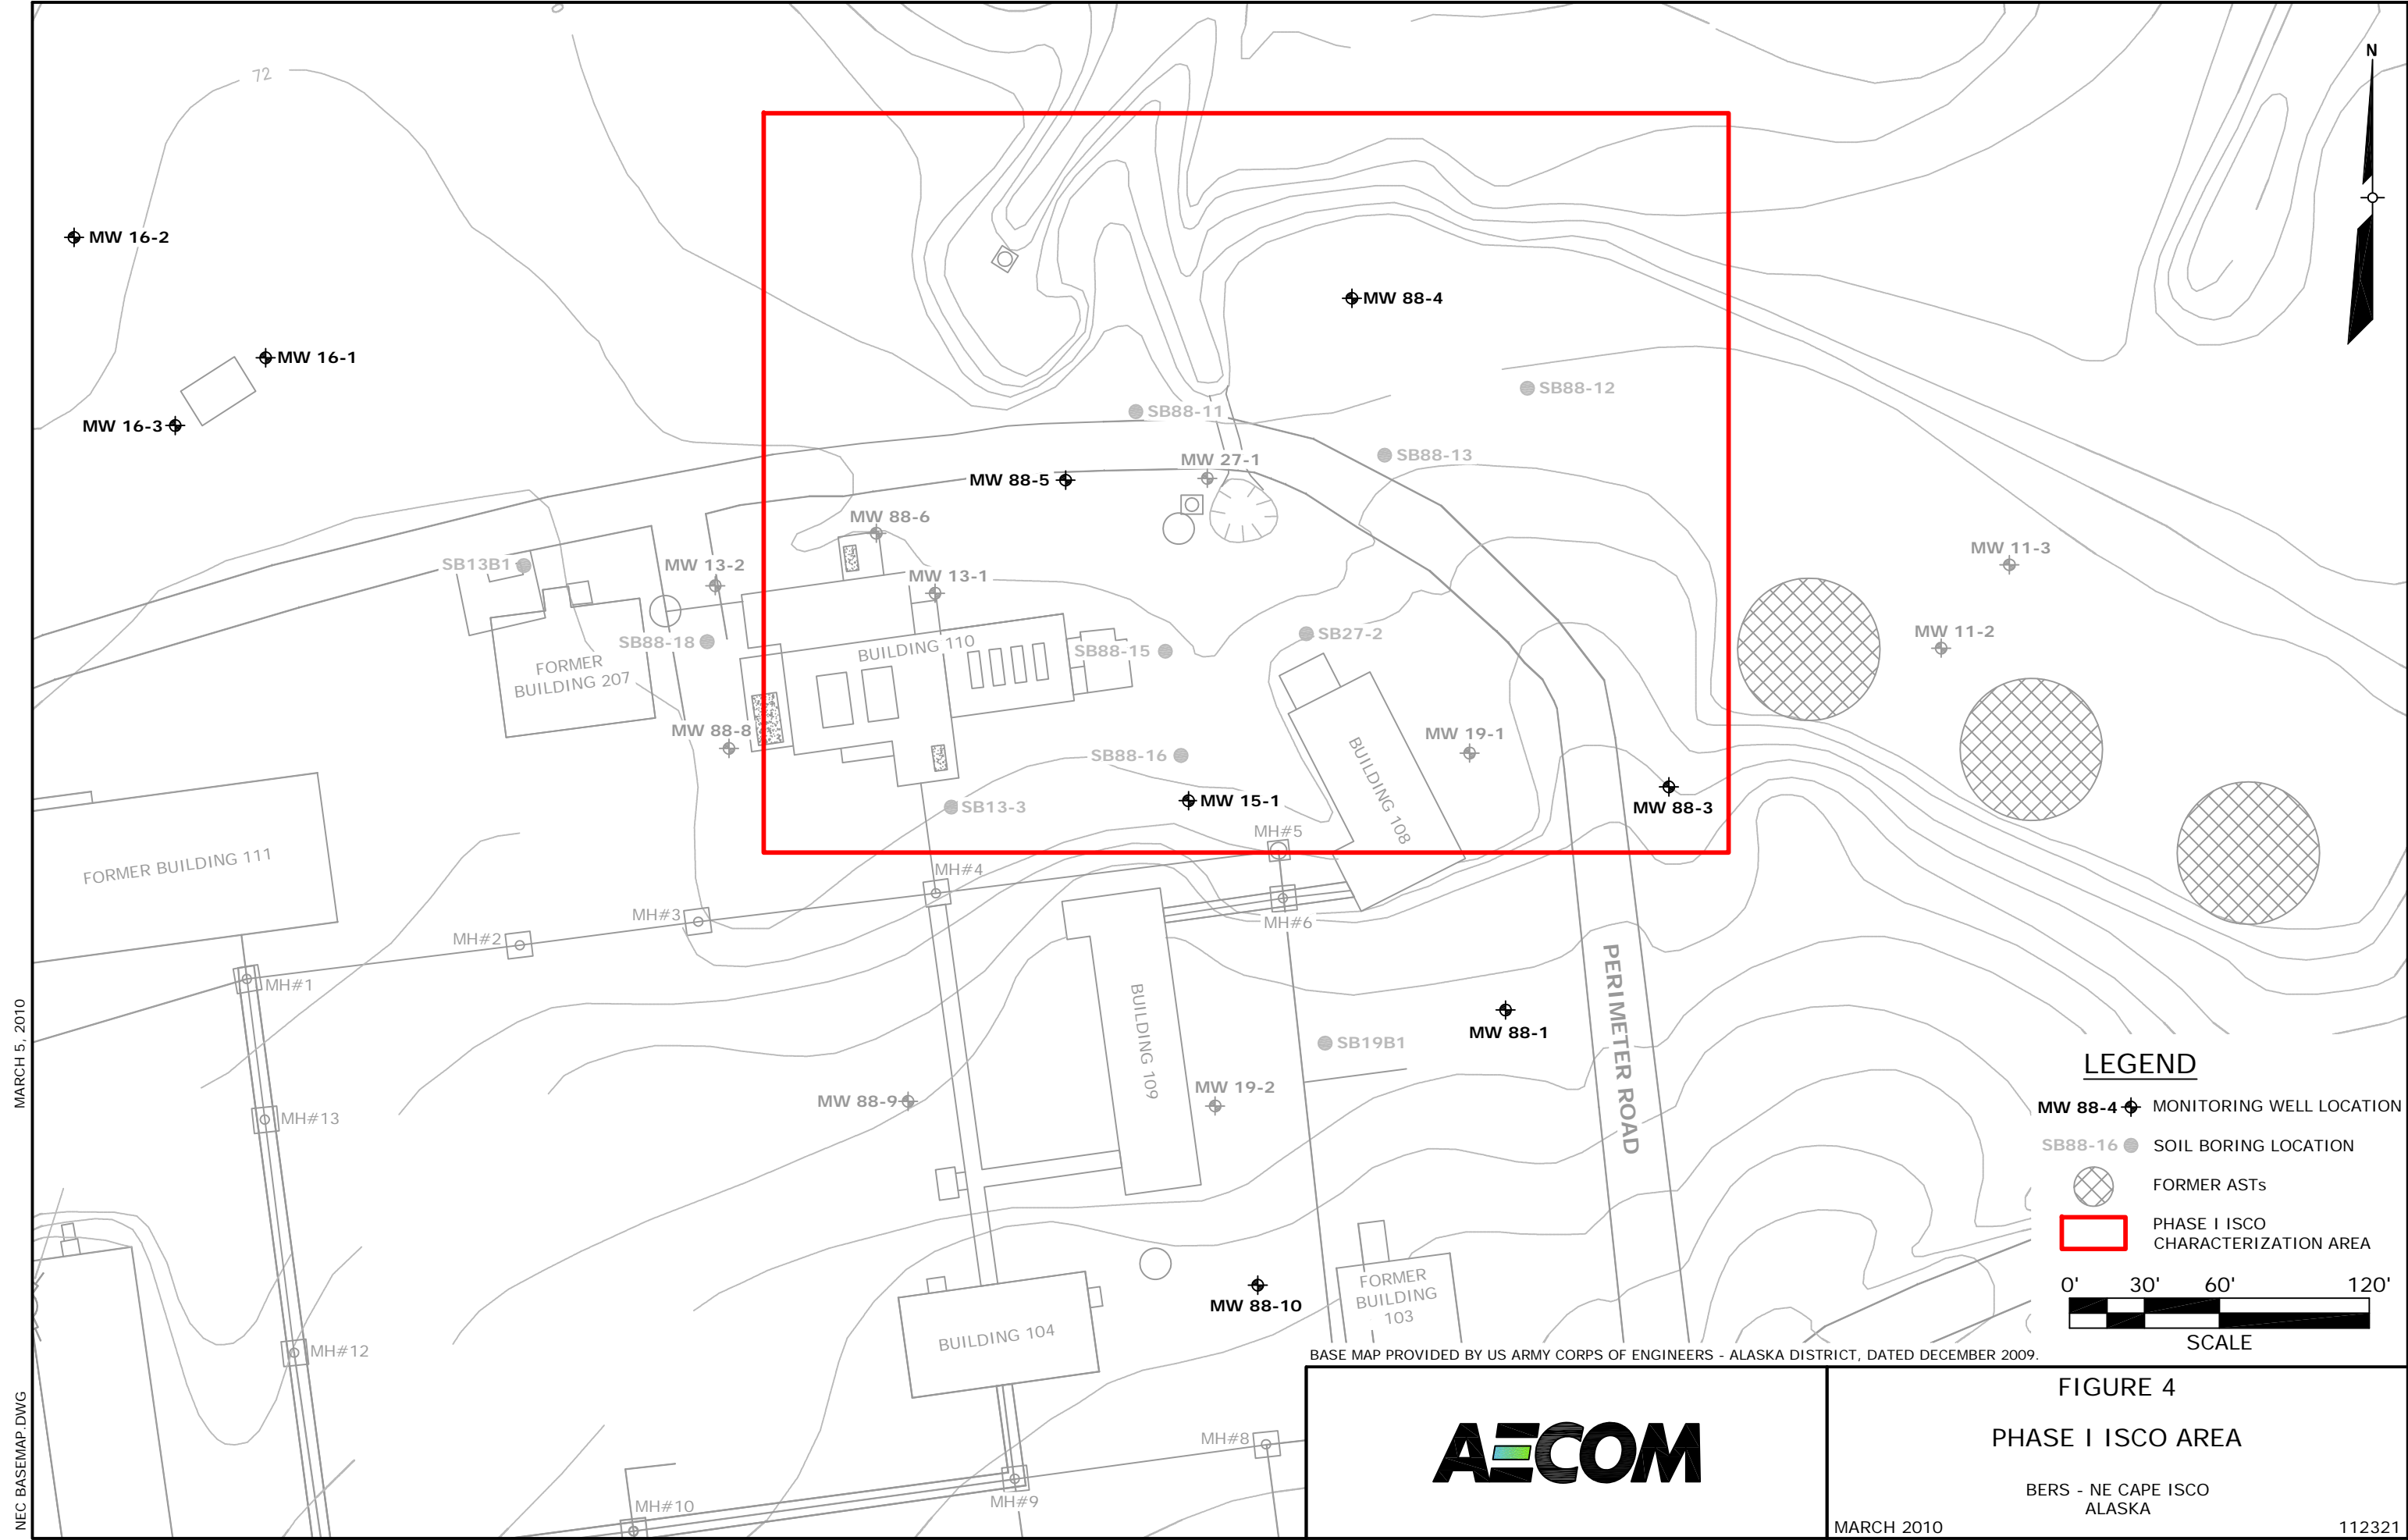 72
N
MW 16-2
MW 88-4
MW 16-1
SB88-12
SB88-11
MW 16-3
SB88-13
MW 27-1
MW 88-5
MW 88-6
MW 11-3
SB13B1
MW 13-2
MW 13-1
MW 11-2
SB27-2
SB88-18
BUILDING 110
SB88-15
FORMER
BUILDING 207
MW 88-8
MW 19-1
SB88-16
BUILDING 108
MW 15-1
MW 88-3
SB13-3
MH#5
FORMER BUILDING 111
MH#4
MH#3
MH#6
MH#2
MH#1
PERIMETER ROAD
BUILDING 109
MW 88-1
SB19B1
MW 19-2
MW 88-9
MH#13
MARCH 5, 2010
LEGEND
MW 88-4 MONITORING WELL LOCATION
SB88-16 SOIL BORING LOCATION
FORMER ASTs
PHASE I ISCO
CHARACTERIZATION AREA
0' 30' 60' 120'
SCALE
FORMER
BUILDING
103
MW 88-10
BUILDING 104
MH#12
BASE MAP PROVIDED BY US ARMY CORPS OF ENGINEERS - ALASKA DISTRICT, DATED DECEMBER 2009.
MH#8
MH#9
MH#10
NEC BASEMAP.DWG
AECOM
FIGURE 4
PHASE I ISCO AREA
BERS - NE CAPE ISCO
ALASKA
MARCH 2010 112321